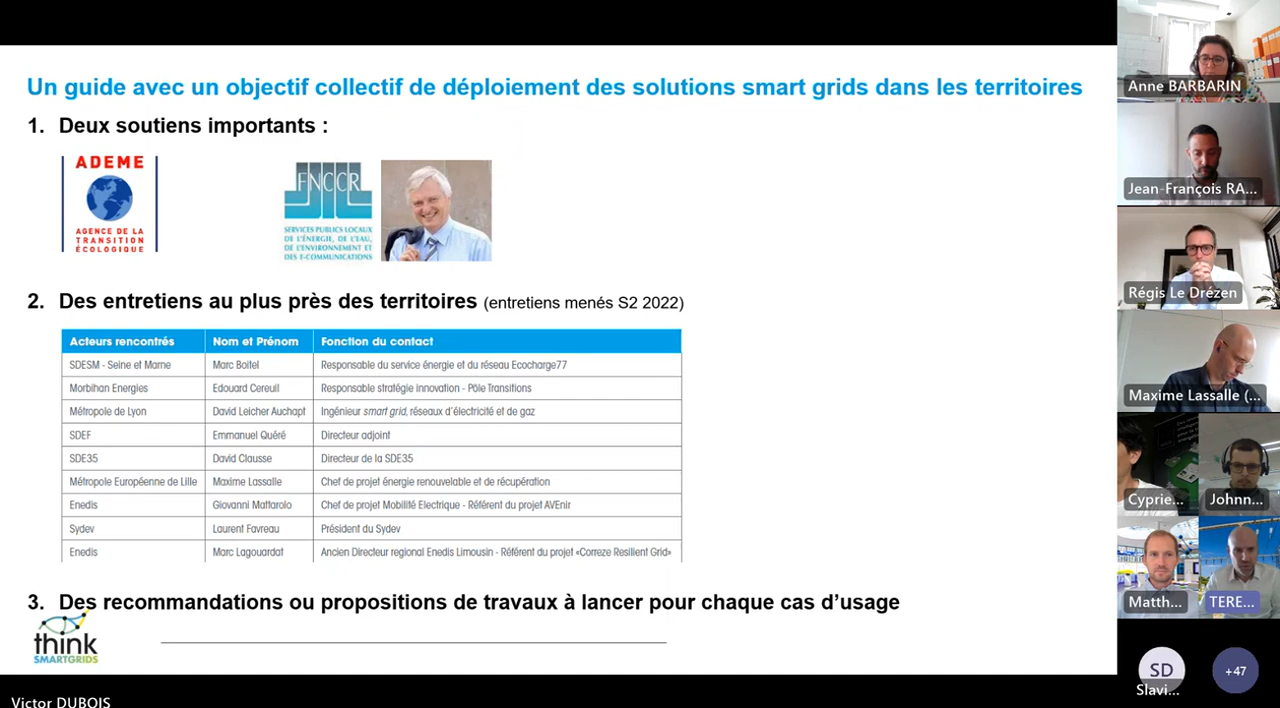 Un guide avec un objectif collectif de déploiement des solutions smart grids dans les territoires
1. Deux soutiens importants :
ADEME
AGENCE DE LA
TRANSITION
ÉCOLOGIQUE
FNCCR
SERVICES PUBLICS LOCAUX
DE L'ÉNERGIE, DE L'EAU,
DE L'ENVIRONNEMENT ET
DES E-COMMUNICATIONS
2. Des entretiens au plus près des territoires (entretiens menés S2 2022)
Acteurs rencontrés Nom et Prénom Fonction du contact
SDESM - Seine et Marne Marc Boitel Responsable du service énergie et du réseau Ecocharge77
Morbihan Energies Edouard Cereuil Responsable stratégie innovation - Pôle Transitions
Métropole de Lyon David Leicher Auchapt Ingénieur smart grid, réseaux d'électricité et de gaz
SDEF Emmanuel Quéré Directeur adjoint
SDE35 David Clausse Directeur de la SDE35
Métropole Européenne de Lille Maxime Lassalle Chef de projet énergie renouvelable et de récupération
Enedis Giovanni Mattarolo Chef de projet Mobilité Electrique - Référent du projet AVEnir
Sydev Laurent Favreau Président du Sydev
Enedis Marc Lagouardat Ancien Directeur regional Enedis Limousin - Référent du projet «Correze Resilient Grid»
3. Des recommandations ou propositions de travaux à lancer pour chaque cas d'usage
think
SMARTGRIDS
Victor DUBOIS
Anne BARBARIN
Jean-François RA...
Régis Le Drézen
Maxime Lassalle (...
Cyprie... Johnn...
Matth... TERE...
SD +47
Slavi...